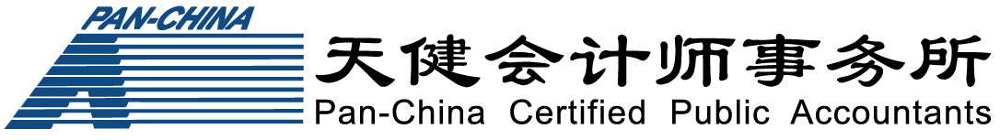 PAN-CHINA
天健会计师事务所
Pan-China Certified Public Accountants